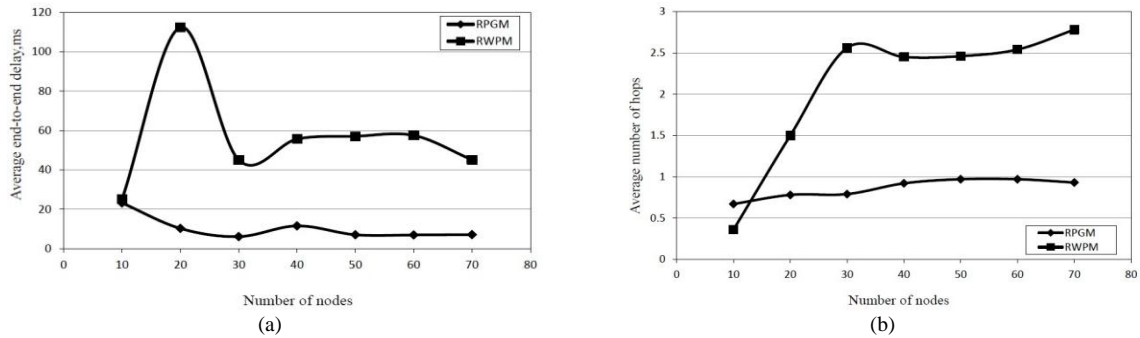 Average end-to-end delay,ms
120
100
80
60
40
20
0
0 10 20 30 40 50 60 70 80
RPGM
RWPM
Number of nodes
(a)
Average number of hops
3
2.5
2
1.5
1
0.5
0
0 10 20 30 40 50 60 70 80
RPGM
RWPM
Number of nodes
(b)